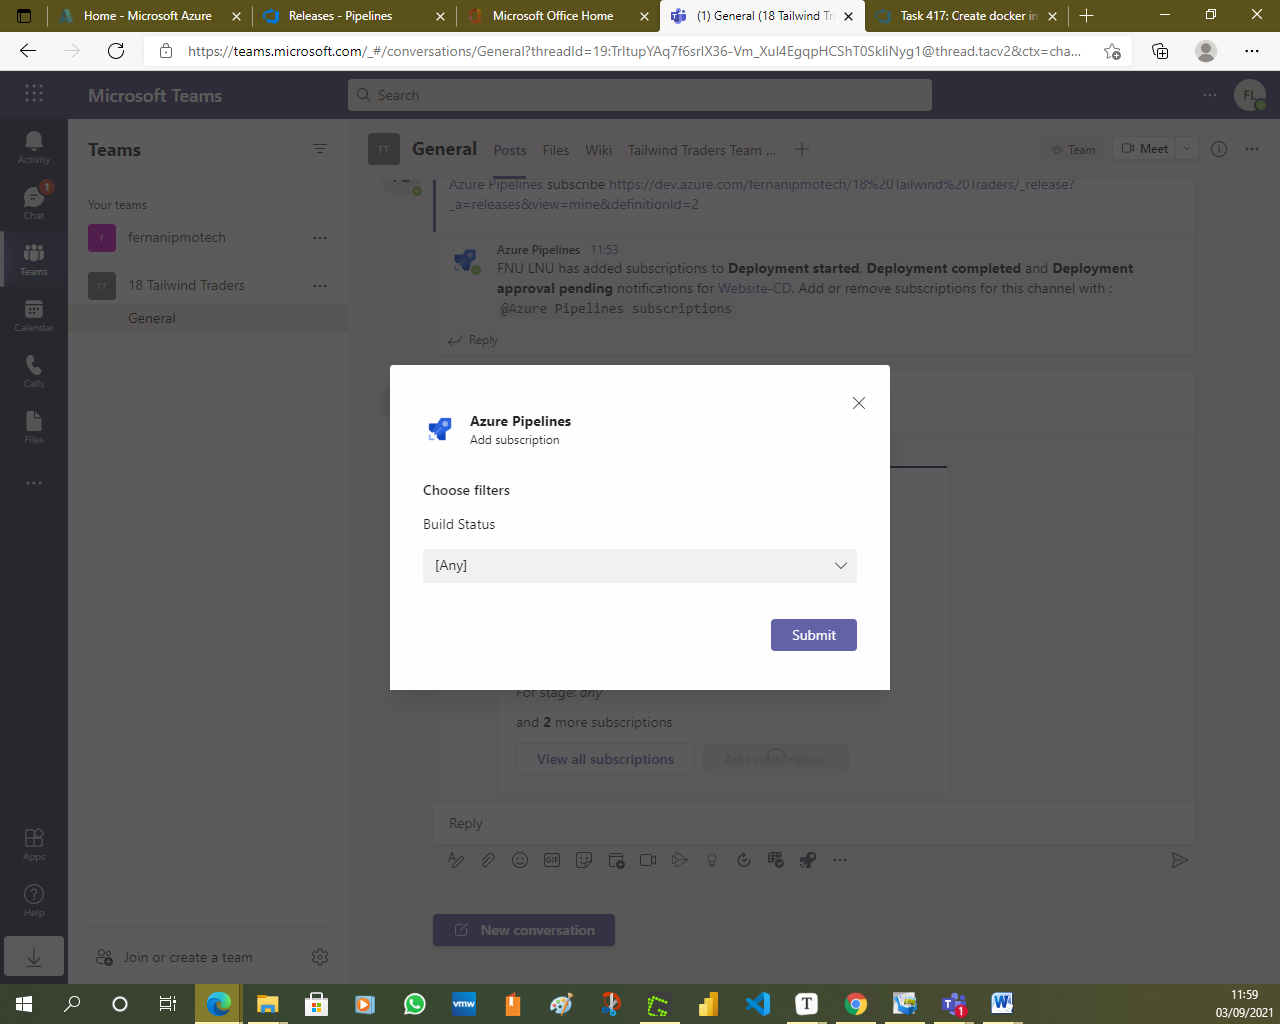 Home - Microsoft Azure
Releases - Pipelines
Microsoft Office Home
(1) General (18 Tailwind Tr
Task 417: Create docker im
https://teams.microsoft.com/_#/conversations/General?threadId=19:TrItupYAq7f6srIX36-Vm_XuI4EgqpHCShT0SkIiNyg1@thread.tacv2&ctx=cha...
Microsoft Teams
Search
FL
Activity
Chat
1
Teams
Calendar
Calls
Files
Apps
Help
Teams
Your teams
f
fernanipmotech
TT
18 Tailwind Traders
General
Join or create a team
TT
General
Posts
Files
Wiki
Tailwind Traders Team ...
Team
Meet
Azure Pipelines subscribe https://dev.azure.com/fernanipmotech/18%20Tailwind%20Traders/_release?
_a=releases&view=mine&definitionId=2
Azure Pipelines 11:53
FNU LNU has added subscriptions to Deployment started, Deployment completed and Deployment
approval pending notifications for Website-CD. Add or remove subscriptions for this channel with :
@Azure Pipelines subscriptions
Reply
Azure Pipelines
Add subscription
Choose filters
Build Status
[Any]
Submit
For stage: any
and 2 more subscriptions
View all subscriptions
Add subscription
Reply
GIF
New conversation
vmw
T
1
W
11:59
03/09/2021